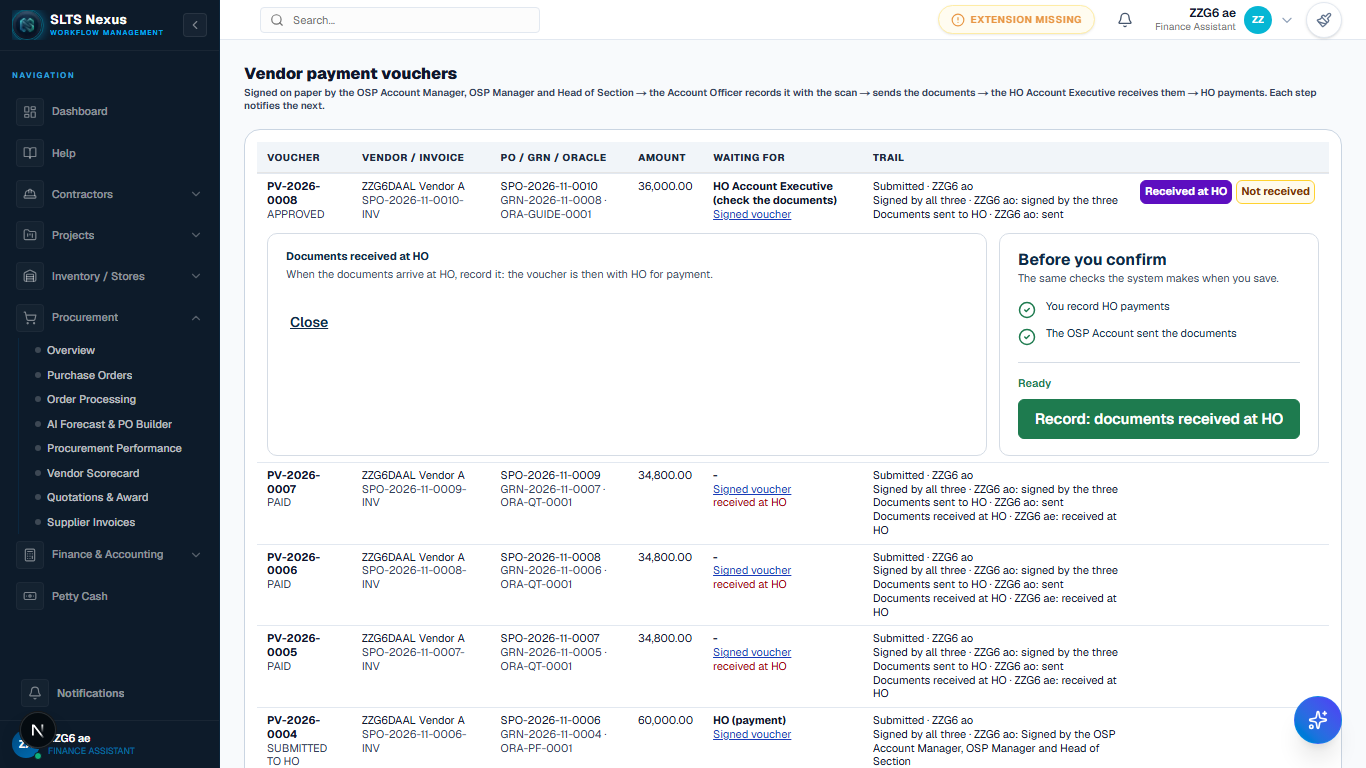 SLTS Nexus
WORKFLOW MANAGEMENT
Search...
EXTENSION MISSING
ZZG6 ae
Finance Assistant
ZZ
NAVIGATION
Dashboard
Help
Contractors
Projects
Inventory / Stores
Procurement
Overview
Purchase Orders
Order Processing
AI Forecast & PO Builder
Procurement Performance
Vendor Scorecard
Quotations & Award
Supplier Invoices
Finance & Accounting
Petty Cash
Notifications
N
ZZG6 ae
FINANCE ASSISTANT
Vendor payment vouchers
Signed on paper by the OSP Account Manager, OSP Manager and Head of Section → the Account Officer records it with the scan → sends the documents → the HO Account Executive receives them → HO payments. Each step
notifies the next.
VOUCHER VENDOR / INVOICE PO / GRN / ORACLE AMOUNT WAITING FOR TRAIL
PV-2026- ZZG6DAAL Vendor A SPO-2026-11-0010 36,000.00 HO Account Executive Submitted · ZZG6 ao Received at HO Not received
0008 SPO-2026-11-0010- GRN-2026-11-0008 · (check the documents) Signed by all three · ZZG6 ao: signed by the three
APPROVED INV ORA-GUIDE-0001 Signed voucher Documents sent to HO · ZZG6 ao: sent
Documents received at HO
When the documents arrive at HO, record it: the voucher is then with HO for payment.
Close
Before you confirm
The same checks the system makes when you save.
You record HO payments
The OSP Account sent the documents
Ready
Record: documents received at HO
PV-2026- ZZG6DAAL Vendor A SPO-2026-11-0009 34,800.00 - Submitted · ZZG6 ao
0007 SPO-2026-11-0009- GRN-2026-11-0007 · Signed voucher Signed by all three · ZZG6 ao: signed by the three
PAID INV ORA-QT-0001 received at HO Documents sent to HO · ZZG6 ao: sent
Documents received at HO · ZZG6 ae: received at
HO
PV-2026- ZZG6DAAL Vendor A SPO-2026-11-0008 34,800.00 - Submitted · ZZG6 ao
0006 SPO-2026-11-0008- GRN-2026-11-0006 · Signed voucher Signed by all three · ZZG6 ao: signed by the three
PAID INV ORA-QT-0001 received at HO Documents sent to HO · ZZG6 ao: sent
Documents received at HO · ZZG6 ae: received at
HO
PV-2026- ZZG6DAAL Vendor A SPO-2026-11-0007 34,800.00 - Submitted · ZZG6 ao
0005 SPO-2026-11-0007- GRN-2026-11-0005 · Signed voucher Signed by all three · ZZG6 ao: signed by the three
PAID INV ORA-QT-0001 received at HO Documents sent to HO · ZZG6 ao: sent
Documents received at HO · ZZG6 ae: received at
HO
PV-2026- ZZG6DAAL Vendor A SPO-2026-11-0006 60,000.00 HO (payment) Submitted · ZZG6 ao
0004 SPO-2026-11-0006- GRN-2026-11-0004 · Signed voucher Signed by all three · ZZG6 ao: Signed by the OSP
SUBMITTED INV ORA-PF-0001 Account Manager, OSP Manager and Head of
TO HO Section